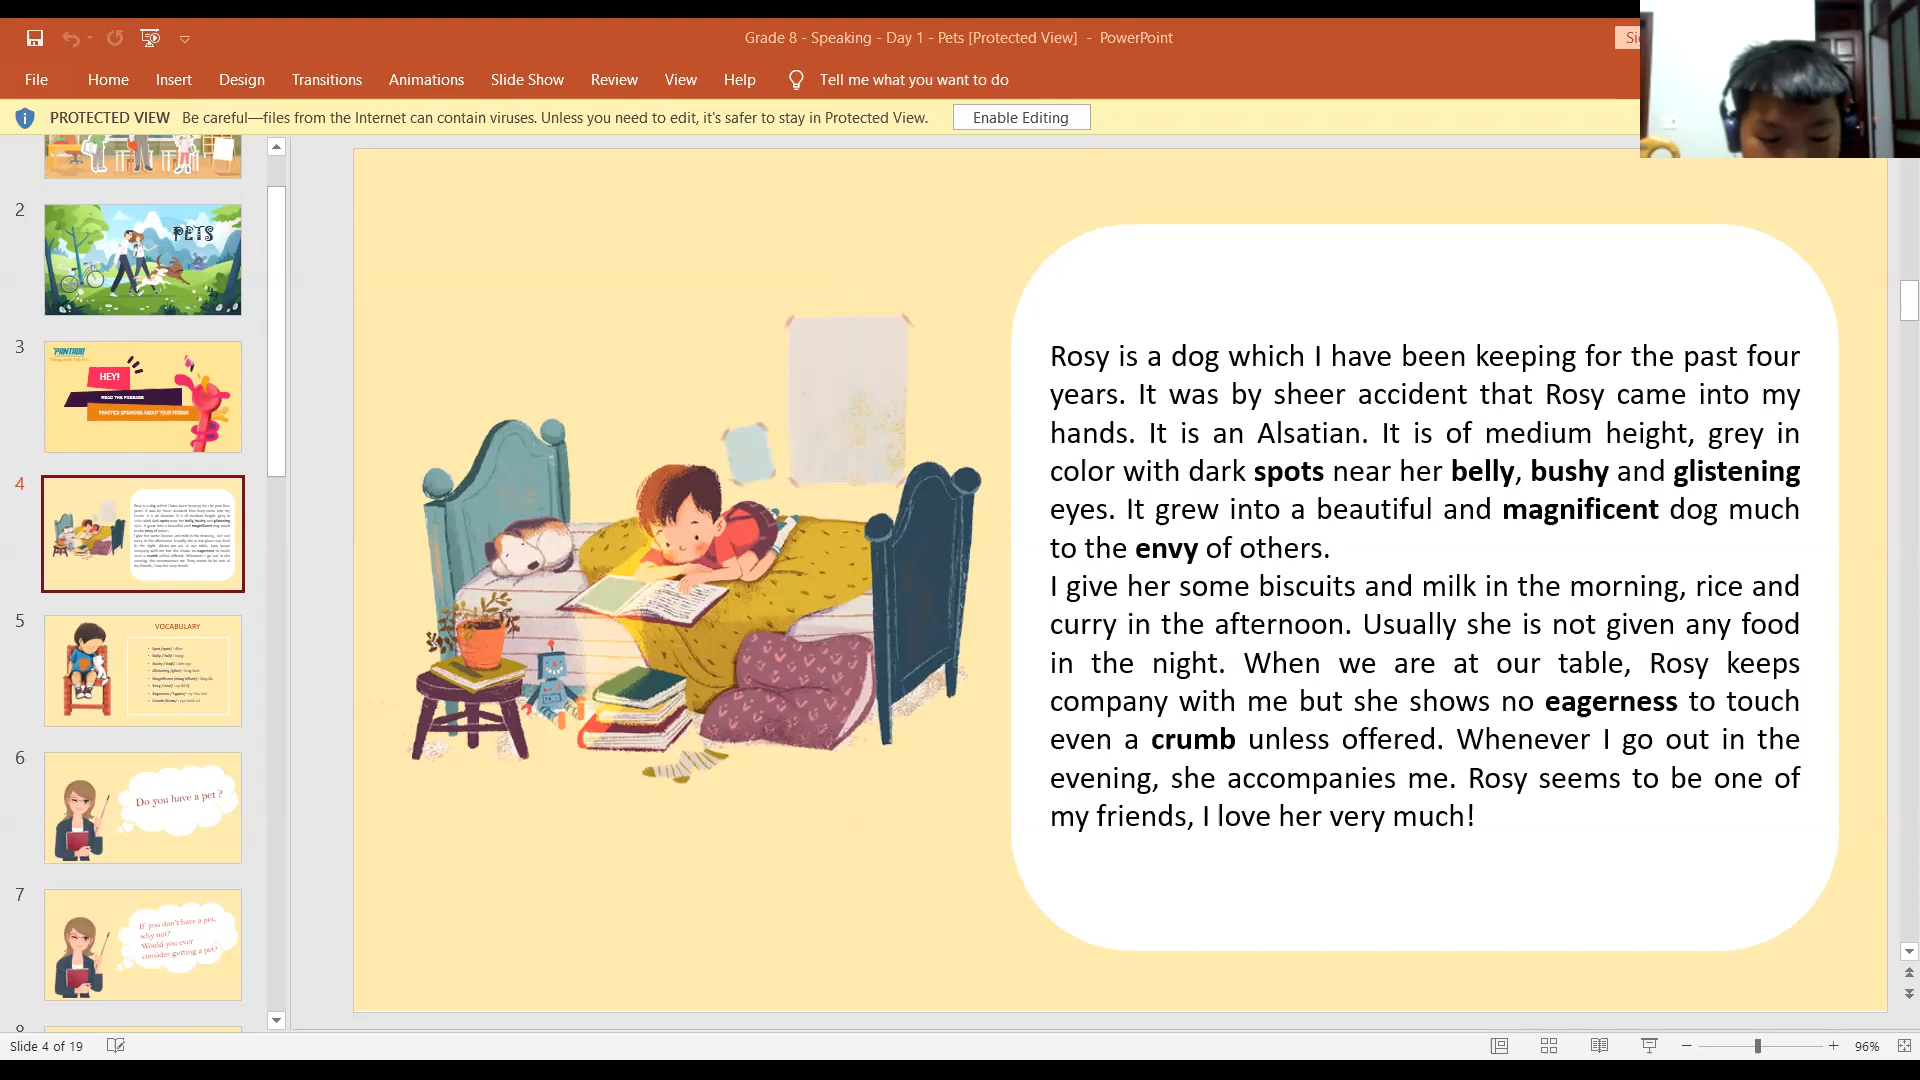 Grade 8 - Speaking - Day 1 - Pets [Protected View] - PowerPoint
File Home Insert Design Transitions Animations Slide Show Review View Help Tell me what you want to do
PROTECTED VIEW Be careful—files from the Internet can contain viruses. Unless you need to edit, it's safer to stay in Protected View. Enable Editing
2
PETS
3
PANTADO
HEY!
READ THE PASSAGE
PRACTICE SPEAKING ABOUT YOUR FRIEND
4
5
VOCABULARY
6
Do you have a pet ?
7
If you don't have a pet,
why not?
Would you ever
consider getting a pet?
8
Rosy is a dog which I have been keeping for the past four
years. It was by sheer accident that Rosy came into my
hands. It is an Alsatian. It is of medium height, grey in
color with dark spots near her belly, bushy and glistening
eyes. It grew into a beautiful and magnificent dog much
to the envy of others.
I give her some biscuits and milk in the morning, rice and
curry in the afternoon. Usually she is not given any food
in the night. When we are at our table, Rosy keeps
company with me but she shows no eagerness to touch
even a crumb unless offered. Whenever I go out in the
evening, she accompanies me. Rosy seems to be one of
my friends, I love her very much!
Slide 4 of 19
96%